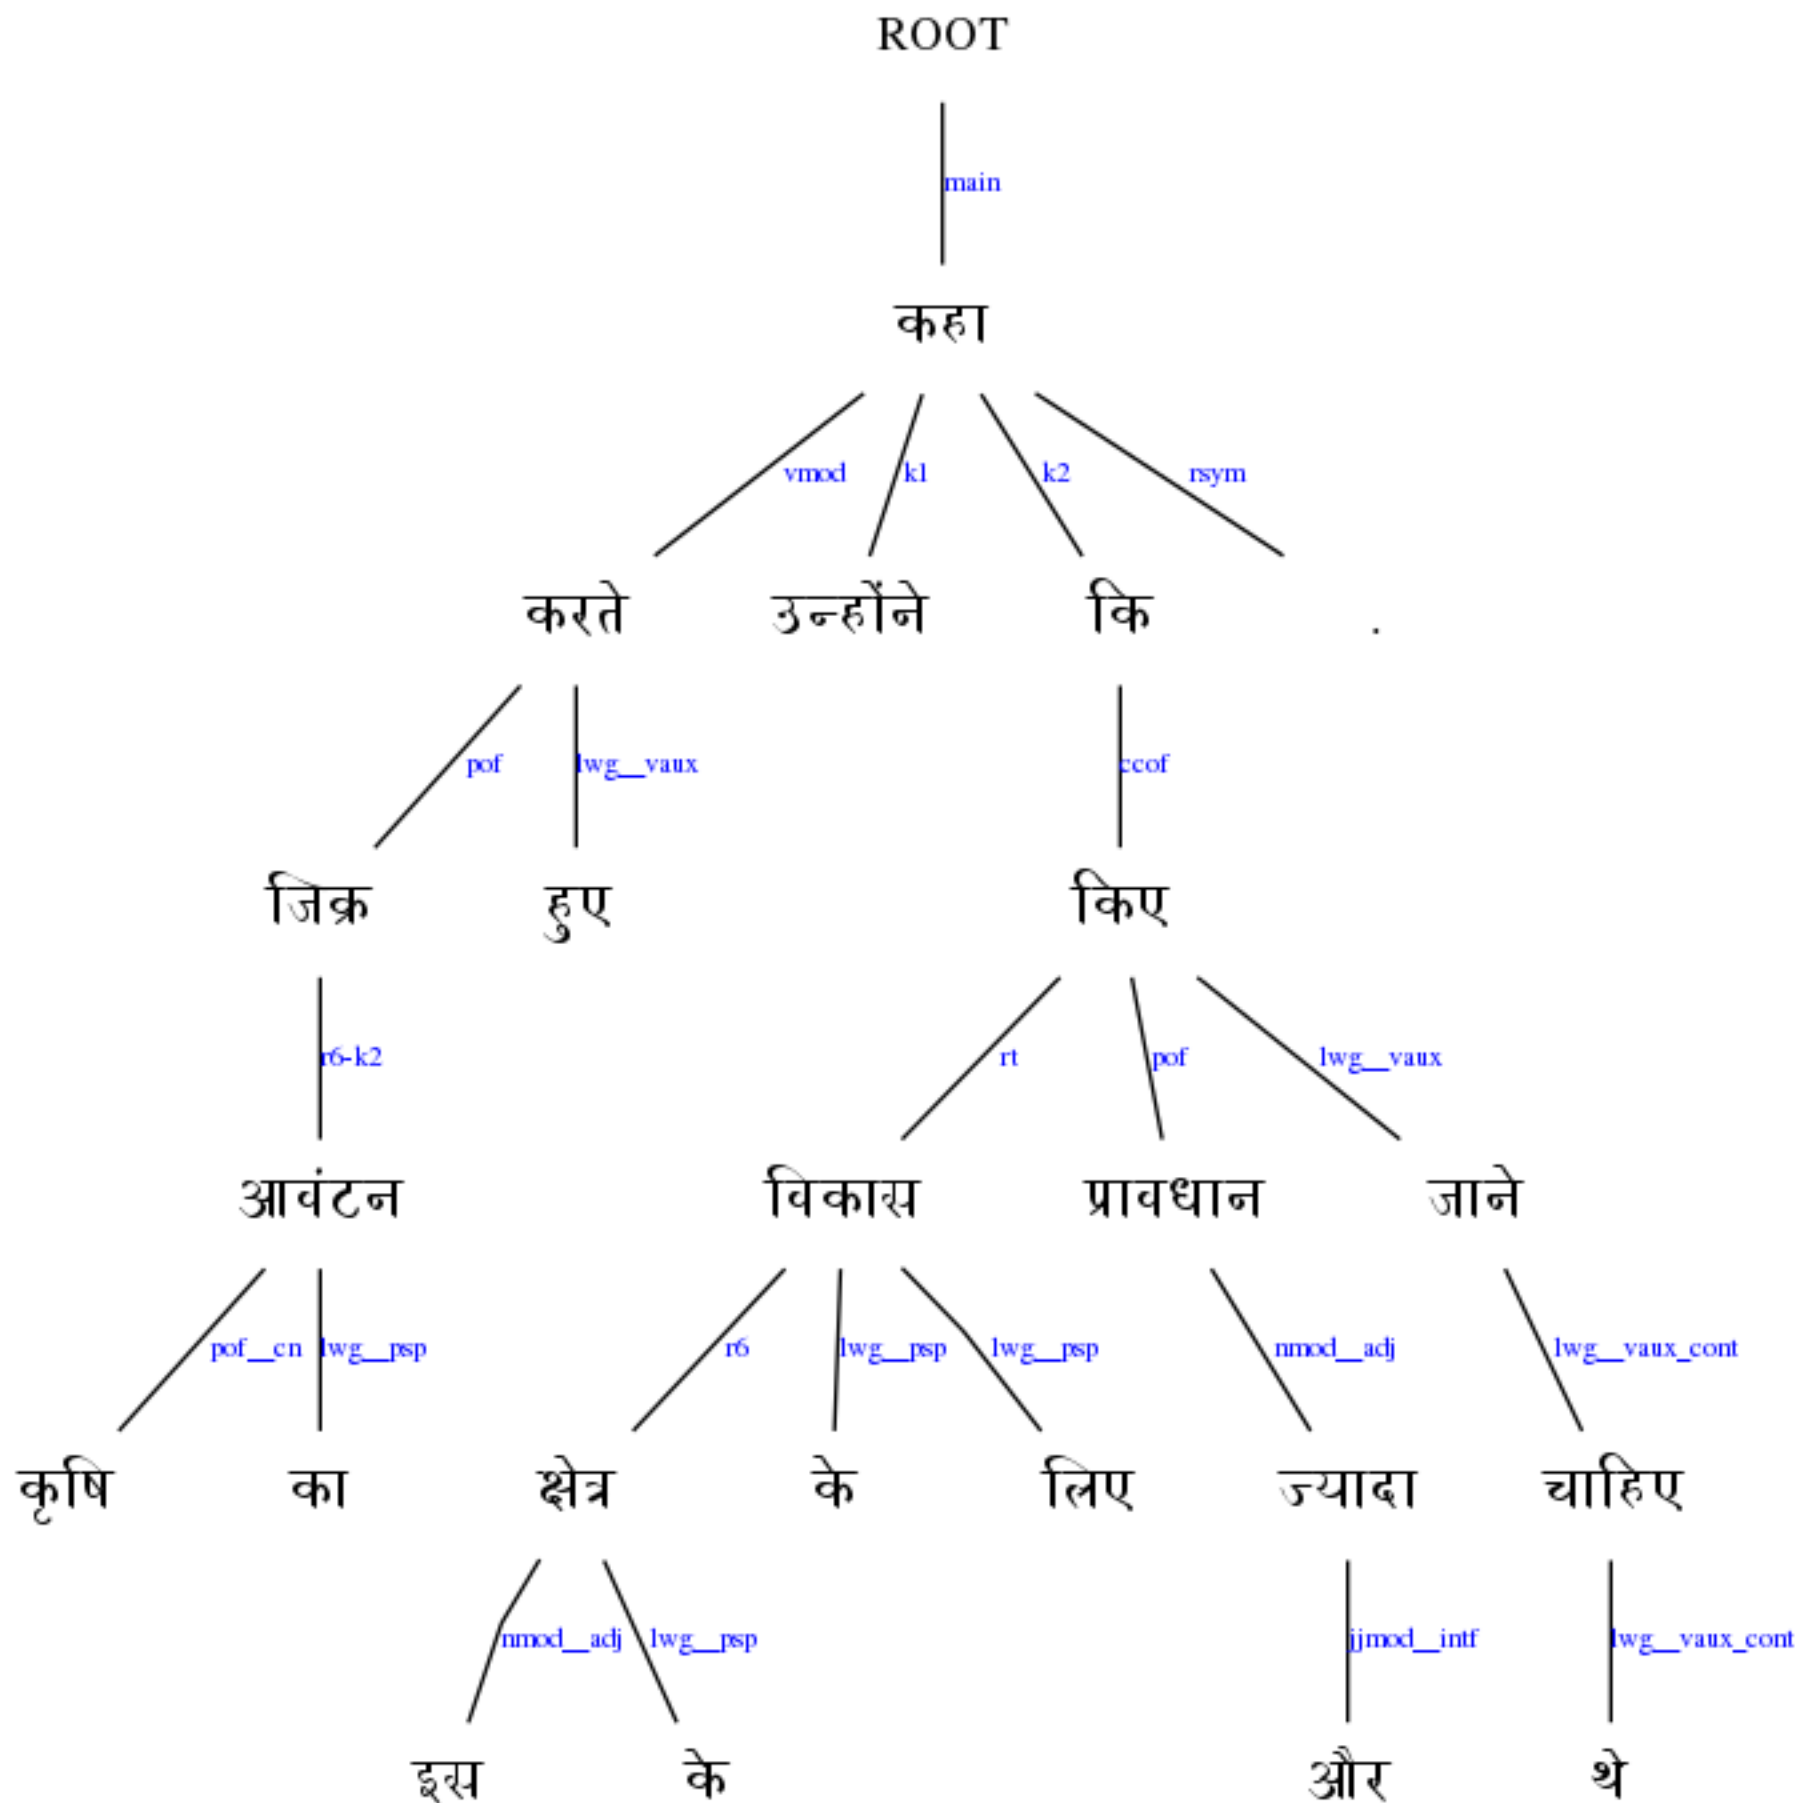 ROOT
main
कहा
vmod k1 k2 rsym
करते उन्होंने कि .
pof lwg__vaux ccof
जिक्र हुए किए
r6-k2 rt pof lwg__vaux
आवंटन विकास प्रावधान जाने
pof__cn lwg__psp r6 lwg__psp lwg__psp nmod__adj lwg__vaux_cont
कृषि का क्षेत्र के लिए ज्यादा चाहिए
nmod__adj lwg__psp jjmod__intf lwg__vaux_cont
इस के और थे